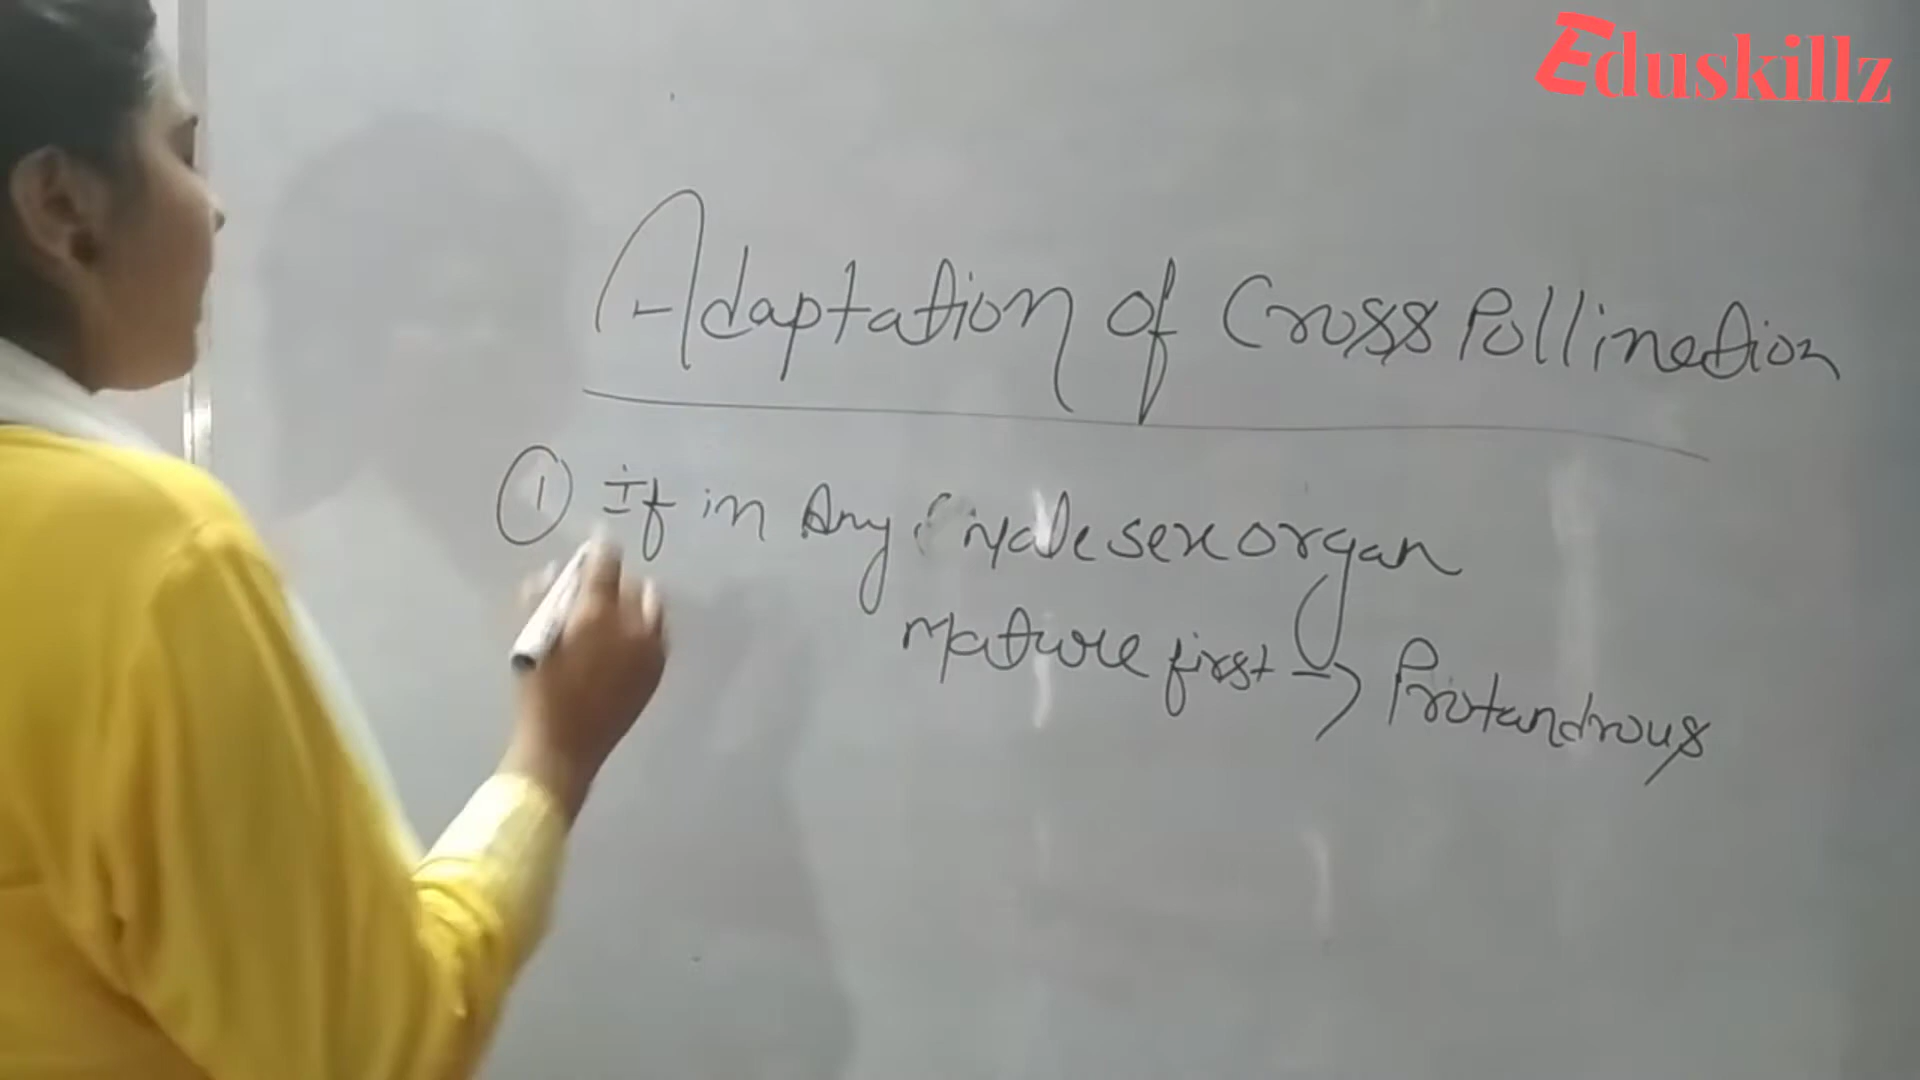 Eduskillz
Adaptation of Cross Pollination
① If in Any Male sex organ
Mature first → Protandrous